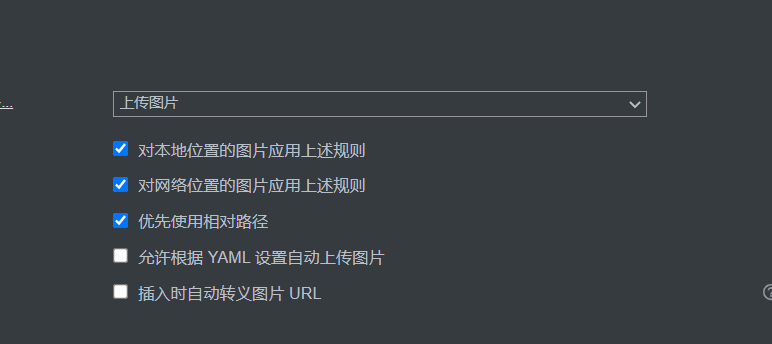 ...
上传图片
对本地位置的图片应用上述规则
对网络位置的图片应用上述规则
优先使用相对路径
允许根据 YAML 设置自动上传图片
插入时自动转义图片 URL